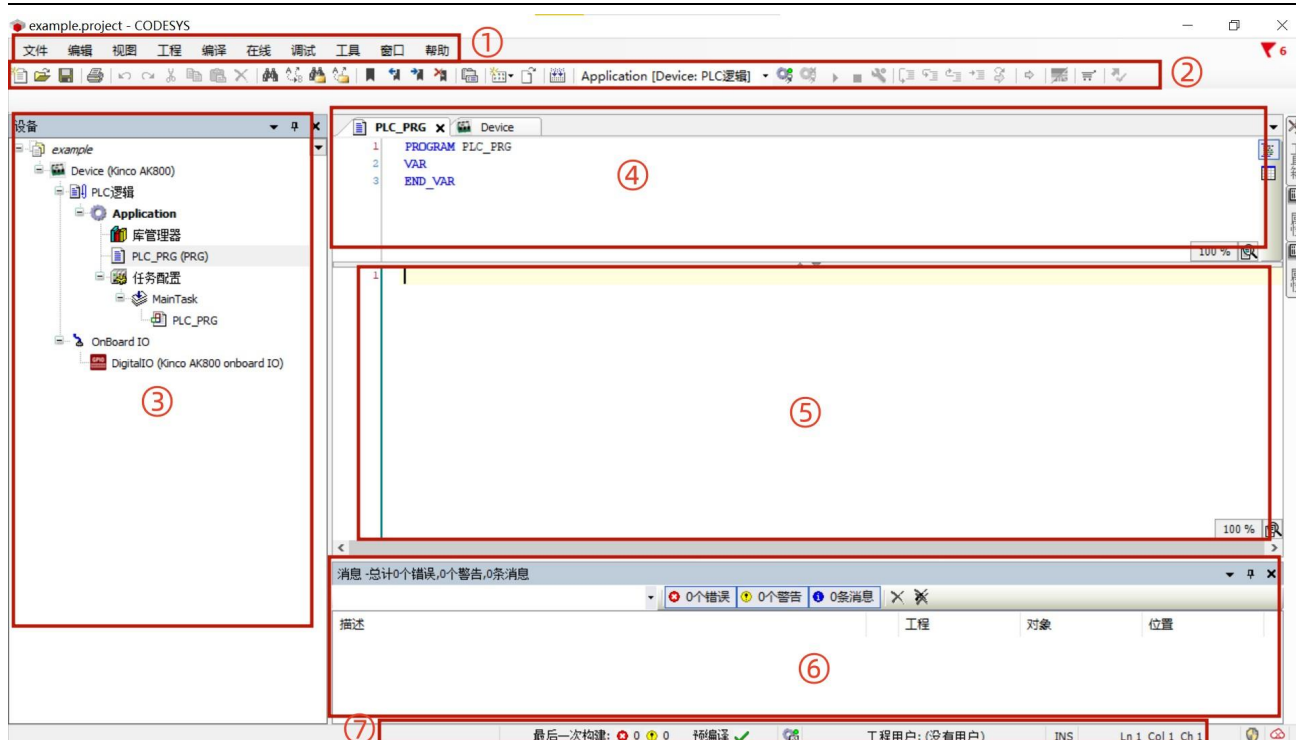 example.project - CODESYS
文件 编辑 视图 工程 编译 在线 调试 工具 窗口 帮助
①
6
Application [Device: PLC逻辑]
②
设备
example
Device (Kinco AK800)
PLC逻辑
Application
库管理器
PLC_PRG (PRG)
任务配置
MainTask
PLC_PRG
OnBoard IO
DigitalIO (Kinco AK800 onboard IO)
③
PLC_PRG Device
1 PROGRAM PLC_PRG
2 VAR
3 END_VAR
④
100 %
1
⑤
100 %
消息 -总计0个错误,0个警告,0条消息
0个错误 0个警告 0条消息
描述 工程 对象 位置
⑥
⑦
最后一次构建: 0 0 预编译 工程用户: (没有用户) INS Ln 1 Col 1 Ch 1